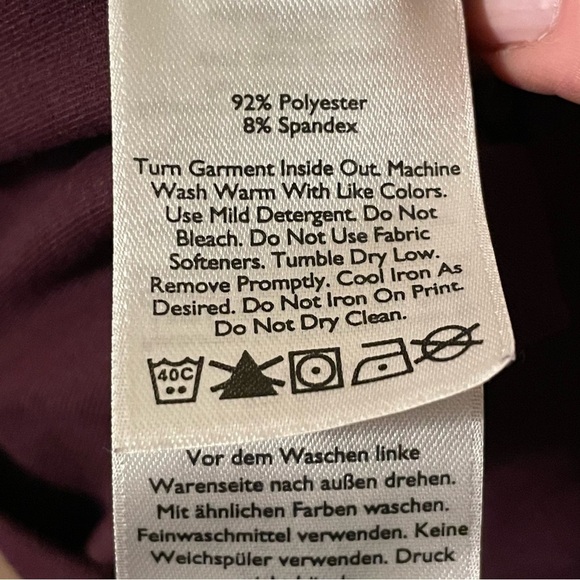 92% Polyester
8% Spandex
Turn Garment Inside Out. Machine
Wash Warm With Like Colors.
Use Mild Detergent. Do Not
Bleach. Do Not Use Fabric
Softeners. Tumble Dry Low.
Remove Promptly. Cool Iron As
Desired. Do Not Iron On Print.
Do Not Dry Clean.
40C
Vor dem Waschen linke
Warenseite nach außen drehen.
Mit ähnlichen Farben waschen.
Feinwaschmittel verwenden. Keine
Weichspüler verwenden. Druck